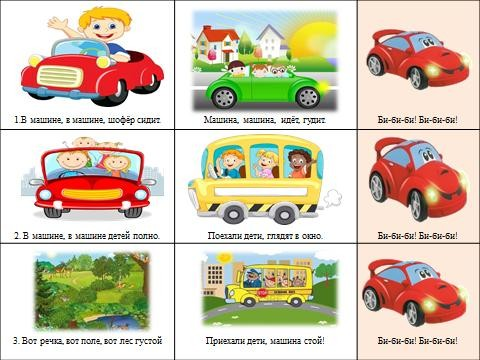 1.В машине, в машине, шофёр сидит.
Машина, машина, идёт, гудит.
Би-би-би! Би-би-би!
2. В машине, в машине детей полно.
Поехали дети, глядят в окно.
Би-би-би! Би-би-би!
3. Вот речка, вот поле, вот лес густой
Приехали дети, машина стой!
Би-би-би! Би-би-би!